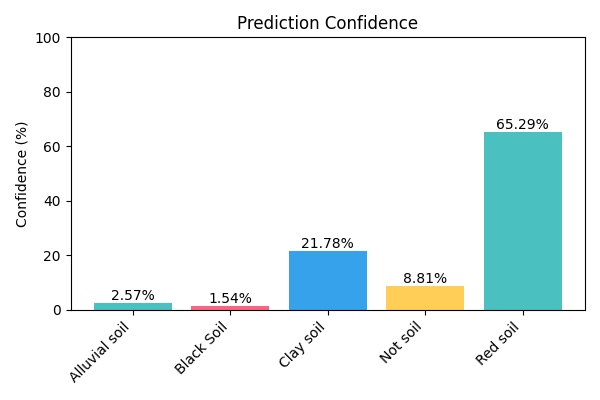 Prediction Confidence
Confidence (%)
100
80
60
40
20
0
2.57%
1.54%
21.78%
8.81%
65.29%
Alluvial soil
Black Soil
Clay soil
Not soil
Red soil